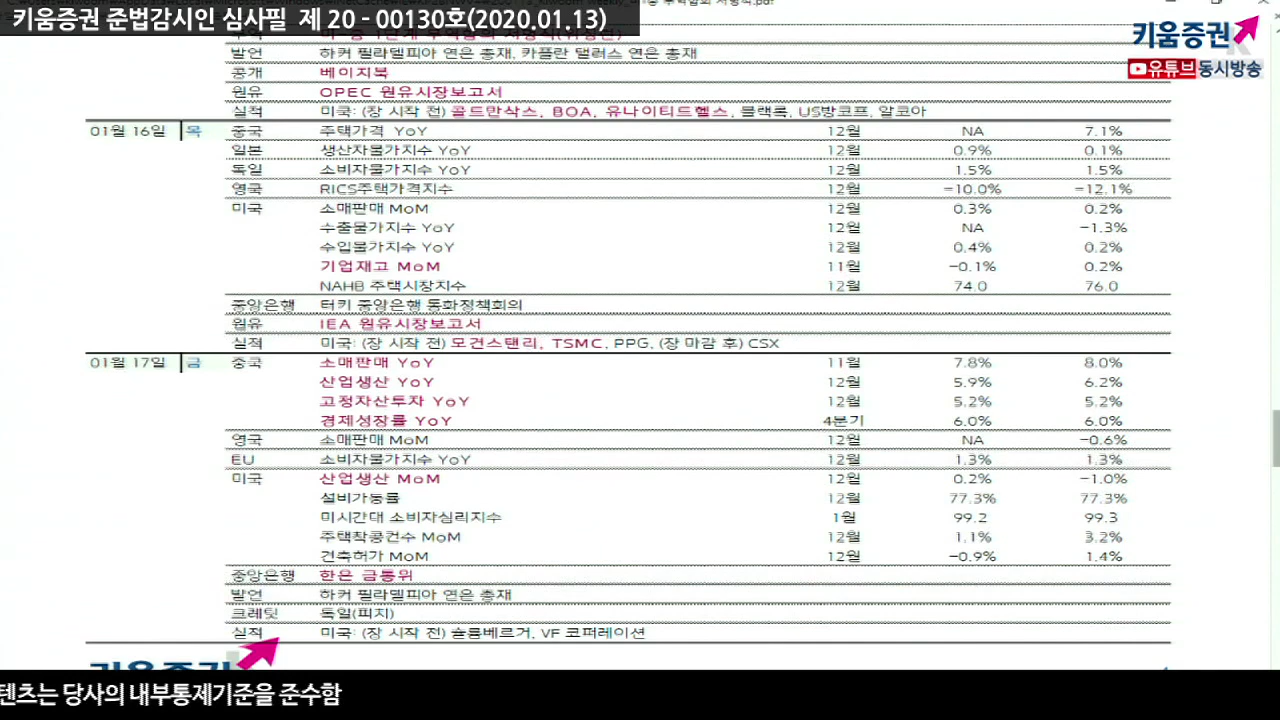 키움증권 준법감시인 심사필 제 20 - 00130호(2020.01.13)
키움증권
유튜브 동시방송
발언 하커 필라델피아 연은 총재, 카플란 댈러스 연은 총재
공개 베이지북
원유 OPEC 원유시장보고서
실적 미국: (장 시작 전) 골드만삭스, BOA, 유나이티드헬스, 블랙록, US방코프, 알코아
01월 16일 목 중국 주택가격 YoY 12월 NA 7.1%
일본 생산자물가지수 YoY 12월 0.9% 0.1%
독일 소비자물가지수 YoY 12월 1.5% 1.5%
영국 RICS주택가격지수 12월 -10.0% -12.1%
미국 소매판매 MoM 12월 0.3% 0.2%
수출물가지수 YoY 12월 NA -1.3%
수입물가지수 YoY 12월 0.4% 0.2%
기업재고 MoM 11월 -0.1% 0.2%
NAHB 주택시장지수 12월 74.0 76.0
중앙은행 터키 중앙은행 통화정책회의
원유 IEA 원유시장보고서
실적 미국: (장 시작 전) 모건스탠리, TSMC, PPG, (장 마감 후) CSX
01월 17일 금 중국 소매판매 YoY 11월 7.8% 8.0%
산업생산 YoY 12월 5.9% 6.2%
고정자산투자 YoY 12월 5.2% 5.2%
경제성장률 YoY 4분기 6.0% 6.0%
영국 소매판매 MoM 12월 NA -0.6%
EU 소비자물가지수 YoY 12월 1.3% 1.3%
미국 산업생산 MoM 12월 0.2% -1.0%
설비가동률 12월 77.3% 77.3%
미시간대 소비자심리지수 1월 99.2 99.3
주택착공건수 MoM 12월 1.1% 3.2%
건축허가 MoM 12월 -0.9% 1.4%
중앙은행 한은 금통위
발언 하커 필라델피아 연은 총재
크레딧 독일(피치)
실적 미국: (장 시작 전) 슐룸베르거, VF 코퍼레이션
키움증권
텐츠는 당사의 내부통제기준을 준수함